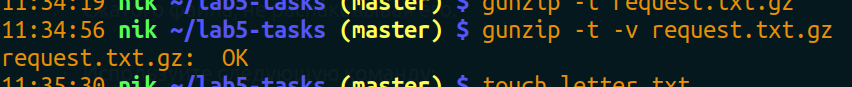 11:34:19 nik ~/lab5-tasks (master) $ gunzip -t request.txt.gz
11:34:56 nik ~/lab5-tasks (master) $ gunzip -t -v request.txt.gz
request.txt.gz:  OK
11:35:30 nik ~/lab5-tasks (master) $ touch letter.txt